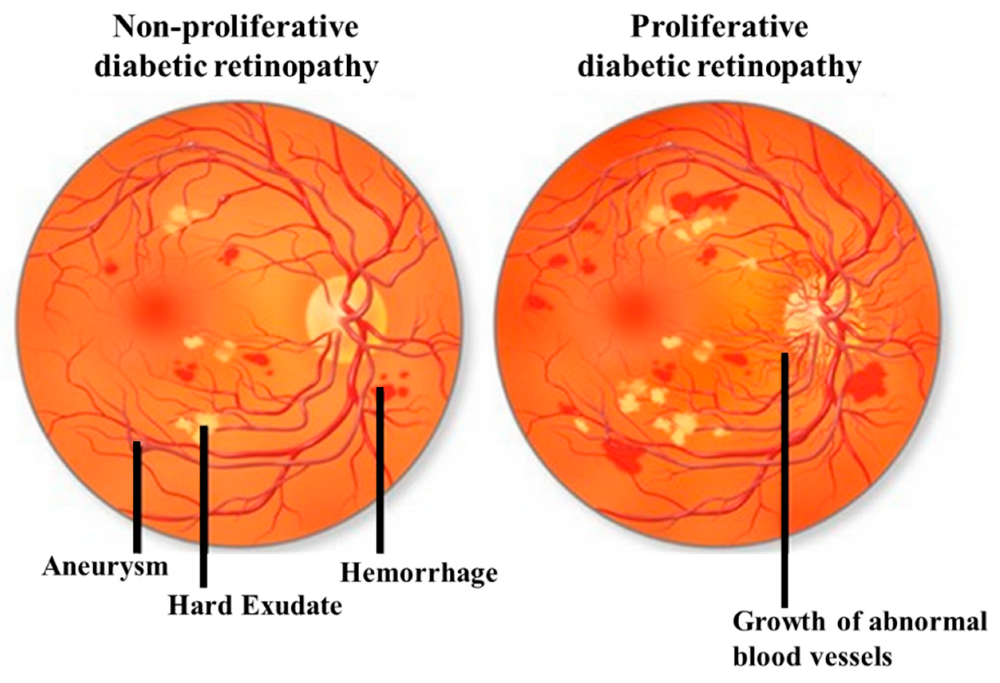 Non-proliferative
diabetic retinopathy
Proliferative
diabetic retinopathy
Aneurysm
Hard Exudate
Hemorrhage
Growth of abnormal
blood vessels